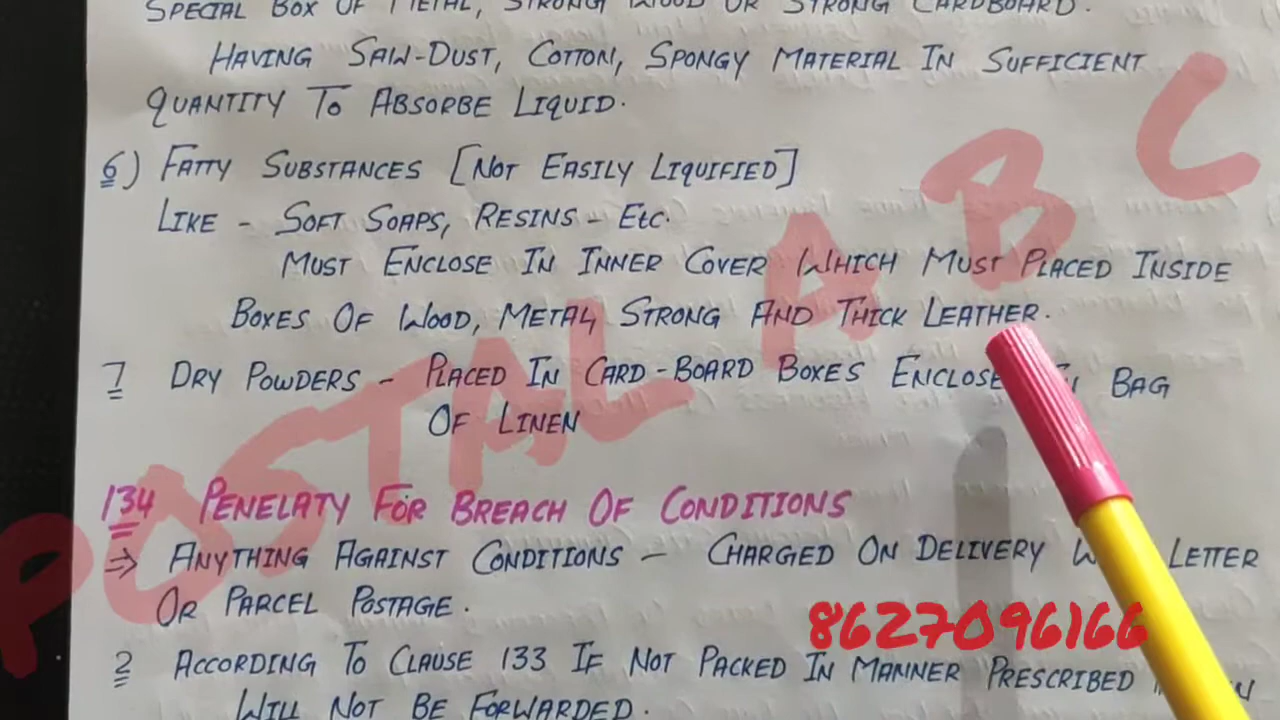 SPECIAL BOX OF METAL, STRONG WOOD OR STRONG CARDBOARD.
HAVING SAW-DUST, COTTON, SPONGY MATERIAL IN SUFFICIENT
QUANTITY TO ABSORBE LIQUID.
6) FATTY SUBSTANCES [NOT EASILY LIQUIFIED]
LIKE - SOFT SOAPS, RESINS - ETC.
MUST ENCLOSE IN INNER COVER WHICH MUST PLACED INSIDE
BOXES OF WOOD, METAL STRONG AND THICK LEATHER.
7 DRY POWDERS - PLACED IN CARD-BOARD BOXES ENCLOSE IN BAG
OF LINEN
134 PENELATY FOR BREACH OF CONDITIONS
⇒ ANYTHING AGAINST CONDITIONS - CHARGED ON DELIVERY LETTER
OR PARCEL POSTAGE.
2 ACCORDING TO CLAUSE 133 IF NOT PACKED IN MANNER PRESCRIBED
WILL NOT BE FORWARDED.
POSTAL ABC
8627096166